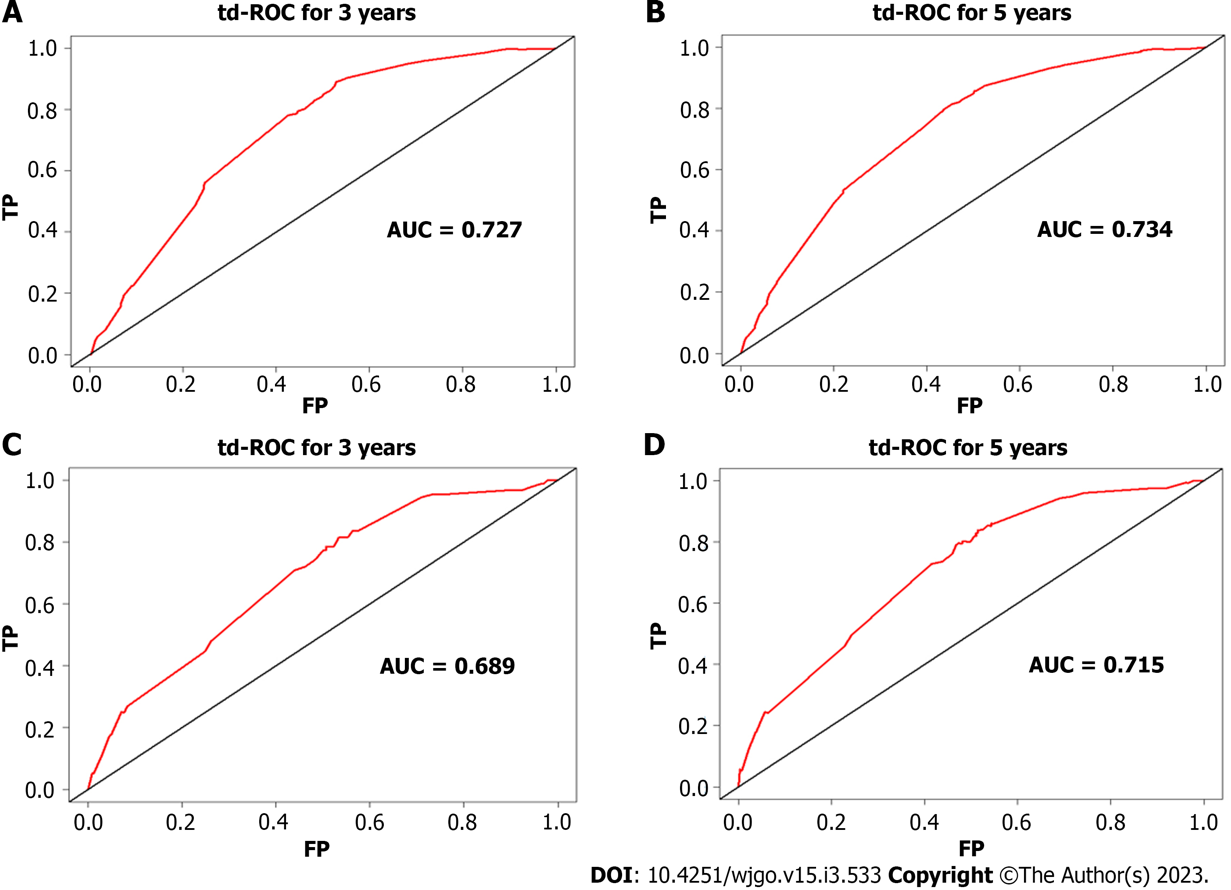 A
td-ROC for 3 years
1.0
0.8
0.6
0.4
0.2
0.0
TP
AUC = 0.727
0.0 0.2 0.4 0.6 0.8 1.0
FP
B
td-ROC for 5 years
1.0
0.8
0.6
0.4
0.2
0.0
TP
AUC = 0.734
0.0 0.2 0.4 0.6 0.8 1.0
FP
C
td-ROC for 3 years
1.0
0.8
0.6
0.4
0.2
0.0
TP
AUC = 0.689
0.0 0.2 0.4 0.6 0.8 1.0
FP
D
td-ROC for 5 years
1.0
0.8
0.6
0.4
0.2
0.0
TP
AUC = 0.715
0.0 0.2 0.4 0.6 0.8 1.0
FP
DOI: 10.4251/wjgo.v15.i3.533 Copyright ©The Author(s) 2023.